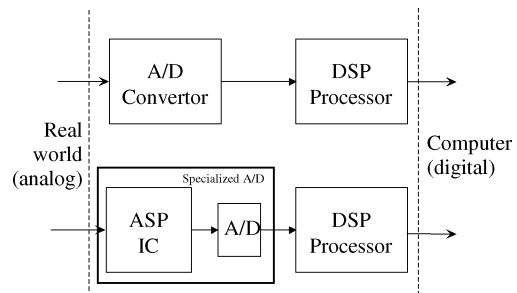 A/D
Convertor
DSP
Processor
Real
world
(analog)
Computer
(digital)
Specialized A/D
ASP
IC
A/D
DSP
Processor